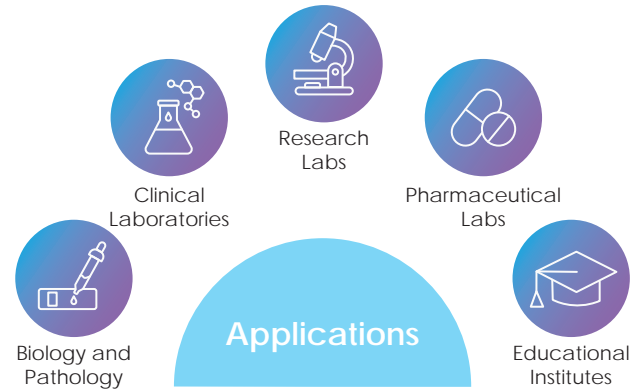 Research
Labs
Clinical
Laboratories
Pharmaceutical
Labs
Biology and
Pathology
Applications
Educational
Institutes